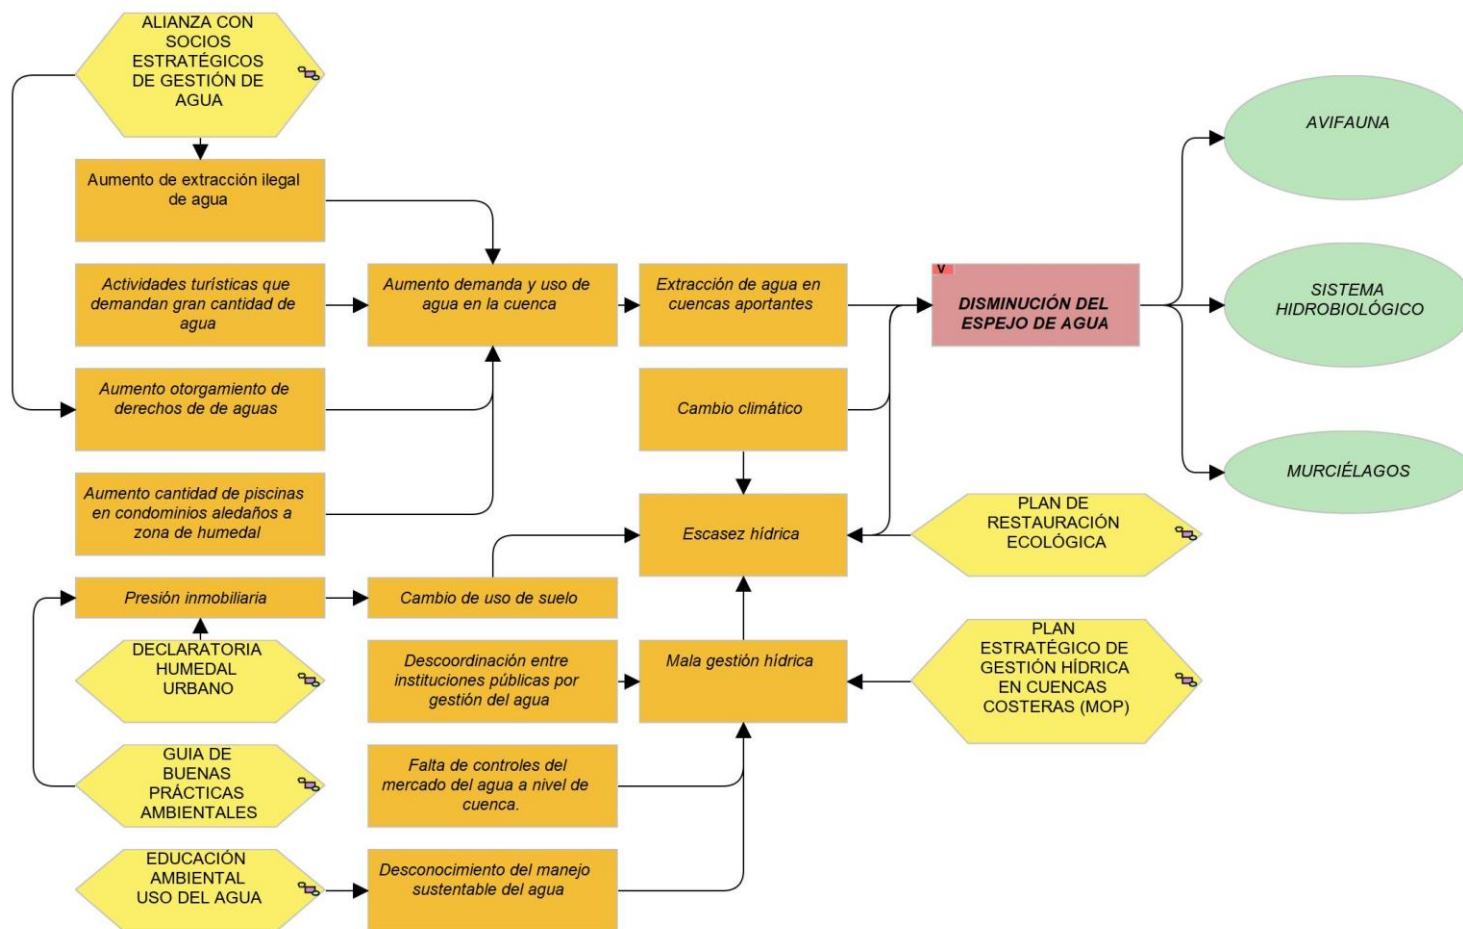 ALIANZA CON
SOCIOS
ESTRATÉGICOS
DE GESTIÓN DE
AGUA
Aumento de extracción ilegal
de agua
Actividades turísticas que
demandan gran cantidad de
agua
Aumento otorgamiento de
derechos de de aguas
Aumento cantidad de piscinas
en condominios aledaños a
zona de humedal
Presión inmobiliaria
DECLARATORIA
HUMEDAL
URBANO
GUIA DE
BUENAS
PRÁCTICAS
AMBIENTALES
EDUCACIÓN
AMBIENTAL
USO DEL AGUA
Aumento demanda y uso de
agua en la cuenca
Cambio de uso de suelo
Descoordinación entre
instituciones públicas por
gestión del agua
Falta de controles del
mercado del agua a nivel de
cuenca.
Desconocimiento del manejo
sustentable del agua
Extracción de agua en
cuencas aportantes
Cambio climático
Escasez hídrica
Mala gestión hídrica
V
DISMINUCIÓN DEL
ESPEJO DE AGUA
PLAN DE
RESTAURACIÓN
ECOLÓGICA
PLAN
ESTRATÉGICO DE
GESTIÓN HÍDRICA
EN CUENCAS
COSTERAS (MOP)
AVIFAUNA
SISTEMA
HIDROBIOLÓGICO
MURCIÉLAGOS